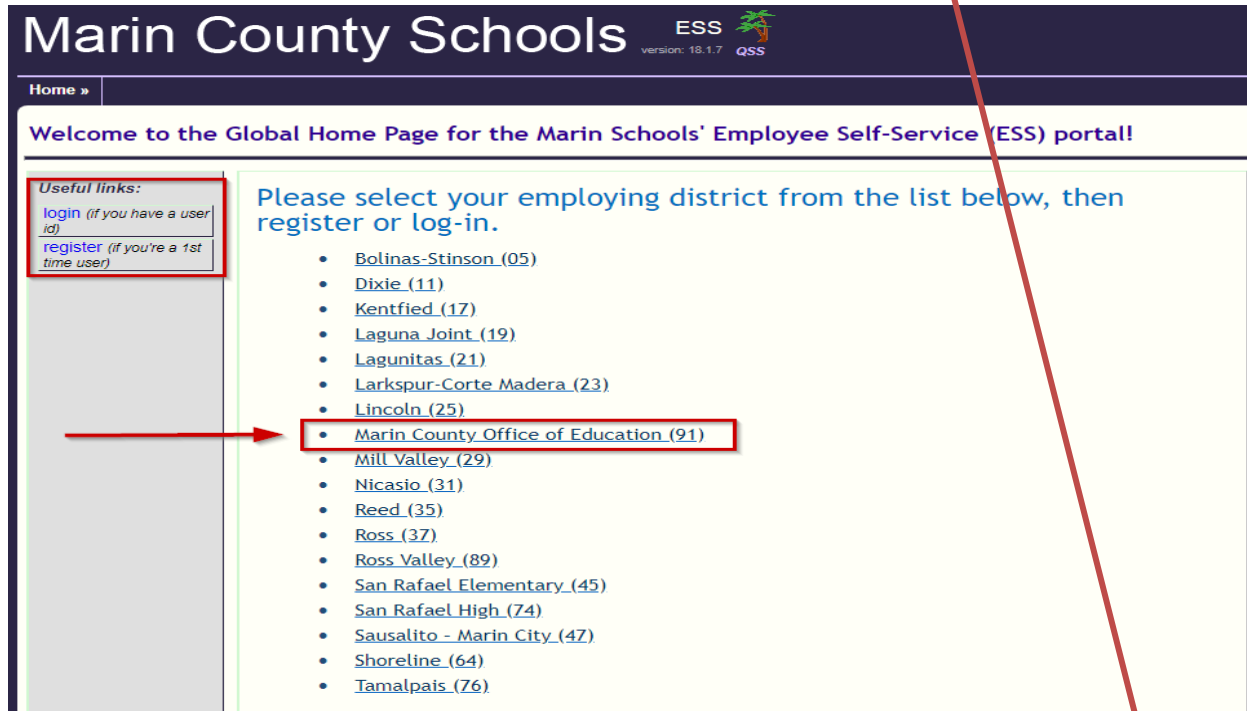 Marin County Schools ESS
version: 18.1.7 QSS
Home »
Welcome to the Global Home Page for the Marin Schools' Employee Self-Service (ESS) portal!
Useful links:
login (if you have a user
id)
register (if you're a 1st
time user)
Please select your employing district from the list below, then
register or log-in.
• Bolinas-Stinson (05)
• Dixie (11)
• Kentfied (17)
• Laguna Joint (19)
• Lagunitas (21)
• Larkspur-Corte Madera (23)
• Lincoln (25)
• Marin County Office of Education (91)
• Mill Valley (29)
• Nicasio (31)
• Reed (35)
• Ross (37)
• Ross Valley (89)
• San Rafael Elementary (45)
• San Rafael High (74)
• Sausalito - Marin City (47)
• Shoreline (64)
• Tamalpais (76)